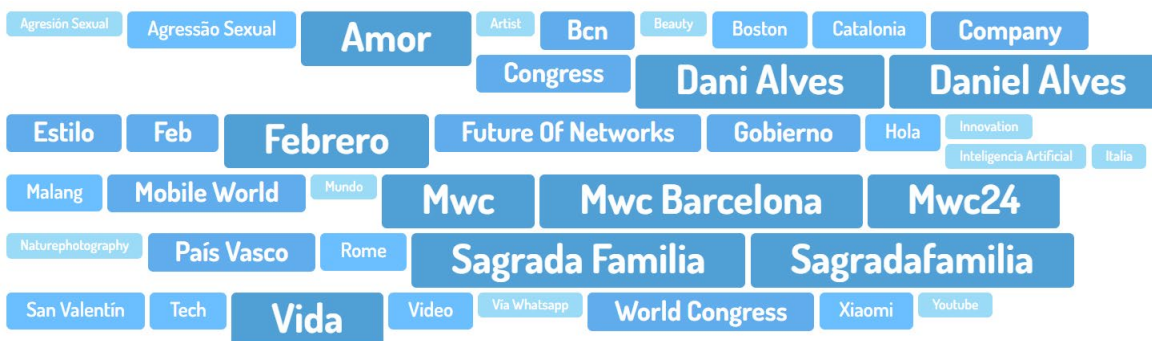 Agresión Sexual Agressão Sexual Amor Artist Bcn Beauty Boston Catalonia Company
Congress Dani Alves Daniel Alves
Estilo Feb Febrero Future Of Networks Gobierno Hola Innovation
Inteligencia Artificial Italia
Malang Mobile World Mundo Mwc Mwc Barcelona Mwc24
Naturephotography País Vasco Rome Sagrada Familia Sagradafamilia
San Valentín Tech Vida Video Via Whatsapp World Congress Xiaomi Youtube